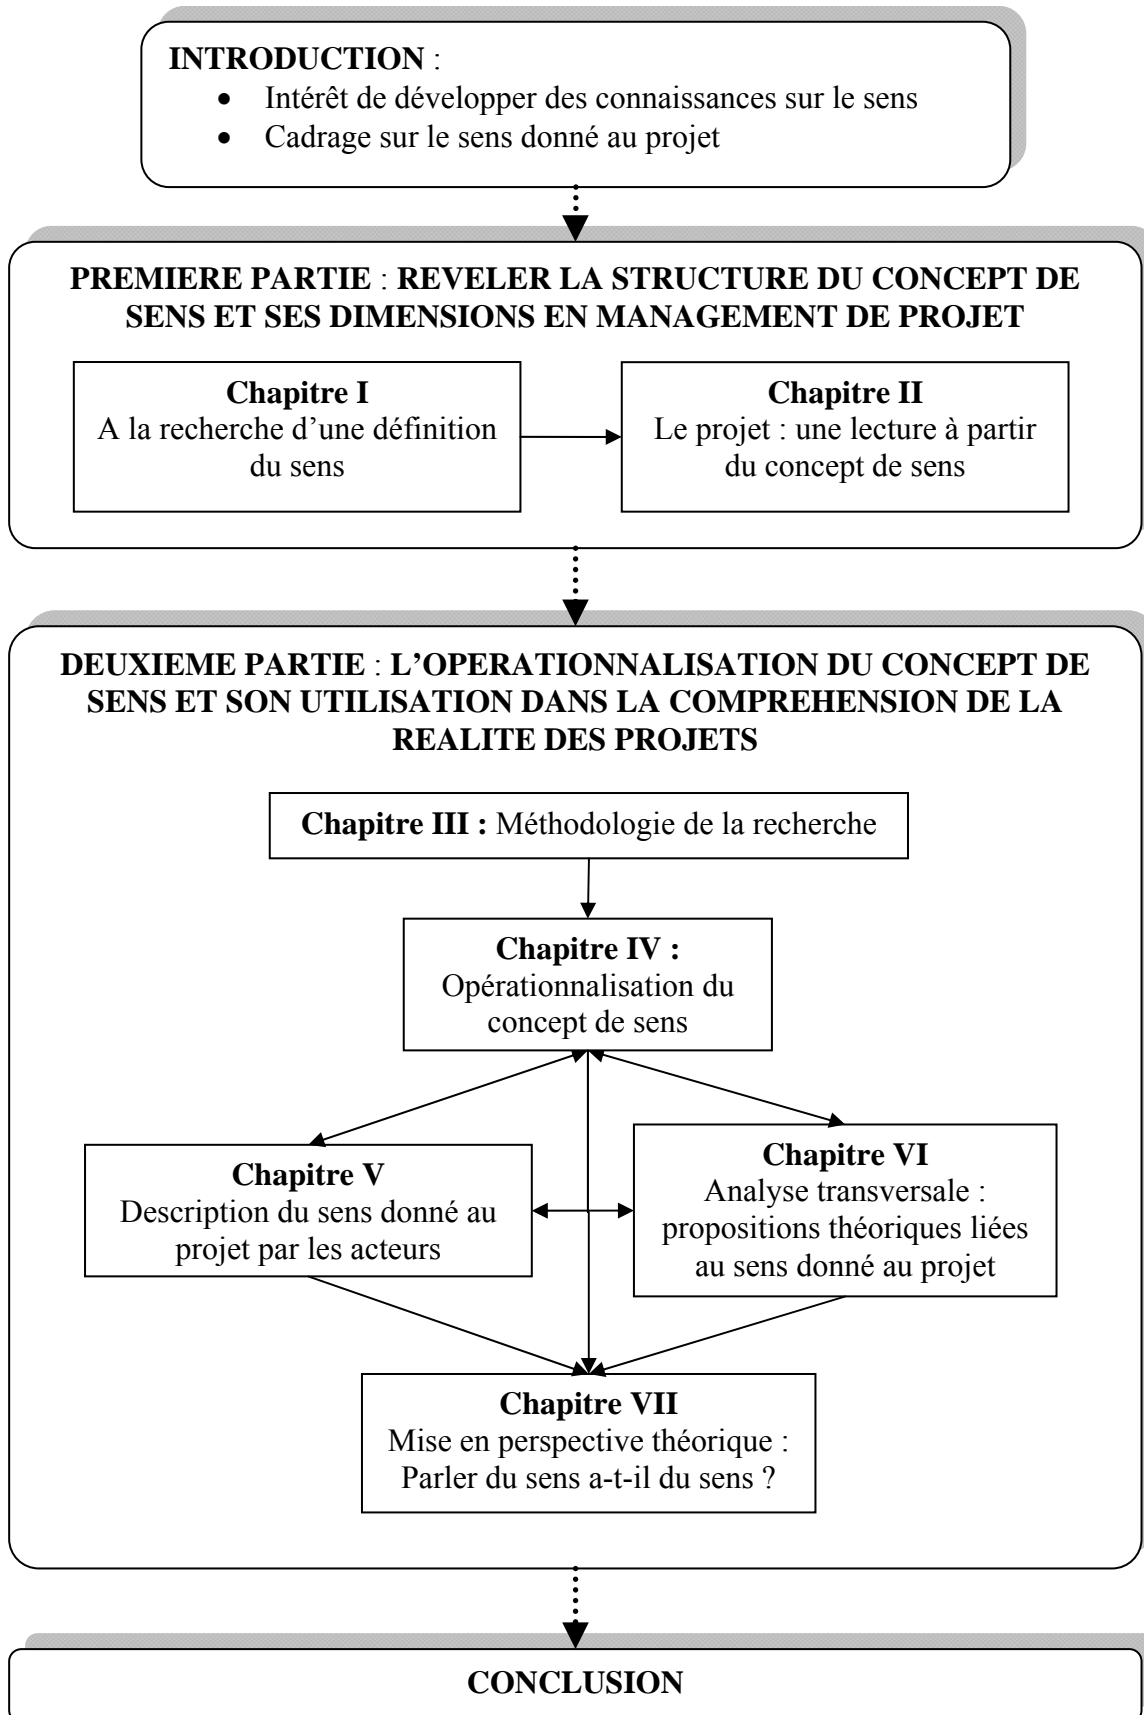 INTRODUCTION :
• Intérêt de développer des connaissances sur le sens
• Cadrage sur le sens donné au projet
PREMIERE PARTIE : REVELER LA STRUCTURE DU CONCEPT DE
SENS ET SES DIMENSIONS EN MANAGEMENT DE PROJET
Chapitre I
A la recherche d’une définition
du sens
Chapitre II
Le projet : une lecture à partir
du concept de sens
DEUXIEME PARTIE : L’OPERATIONNALISATION DU CONCEPT DE
SENS ET SON UTILISATION DANS LA COMPREHENSION DE LA
REALITE DES PROJETS
Chapitre III : Méthodologie de la recherche
Chapitre IV :
Opérationnalisation du
concept de sens
Chapitre V
Description du sens donné au
projet par les acteurs
Chapitre VI
Analyse transversale :
propositions théoriques liées
au sens donné au projet
Chapitre VII
Mise en perspective théorique :
Parler du sens a-t-il du sens ?
CONCLUSION